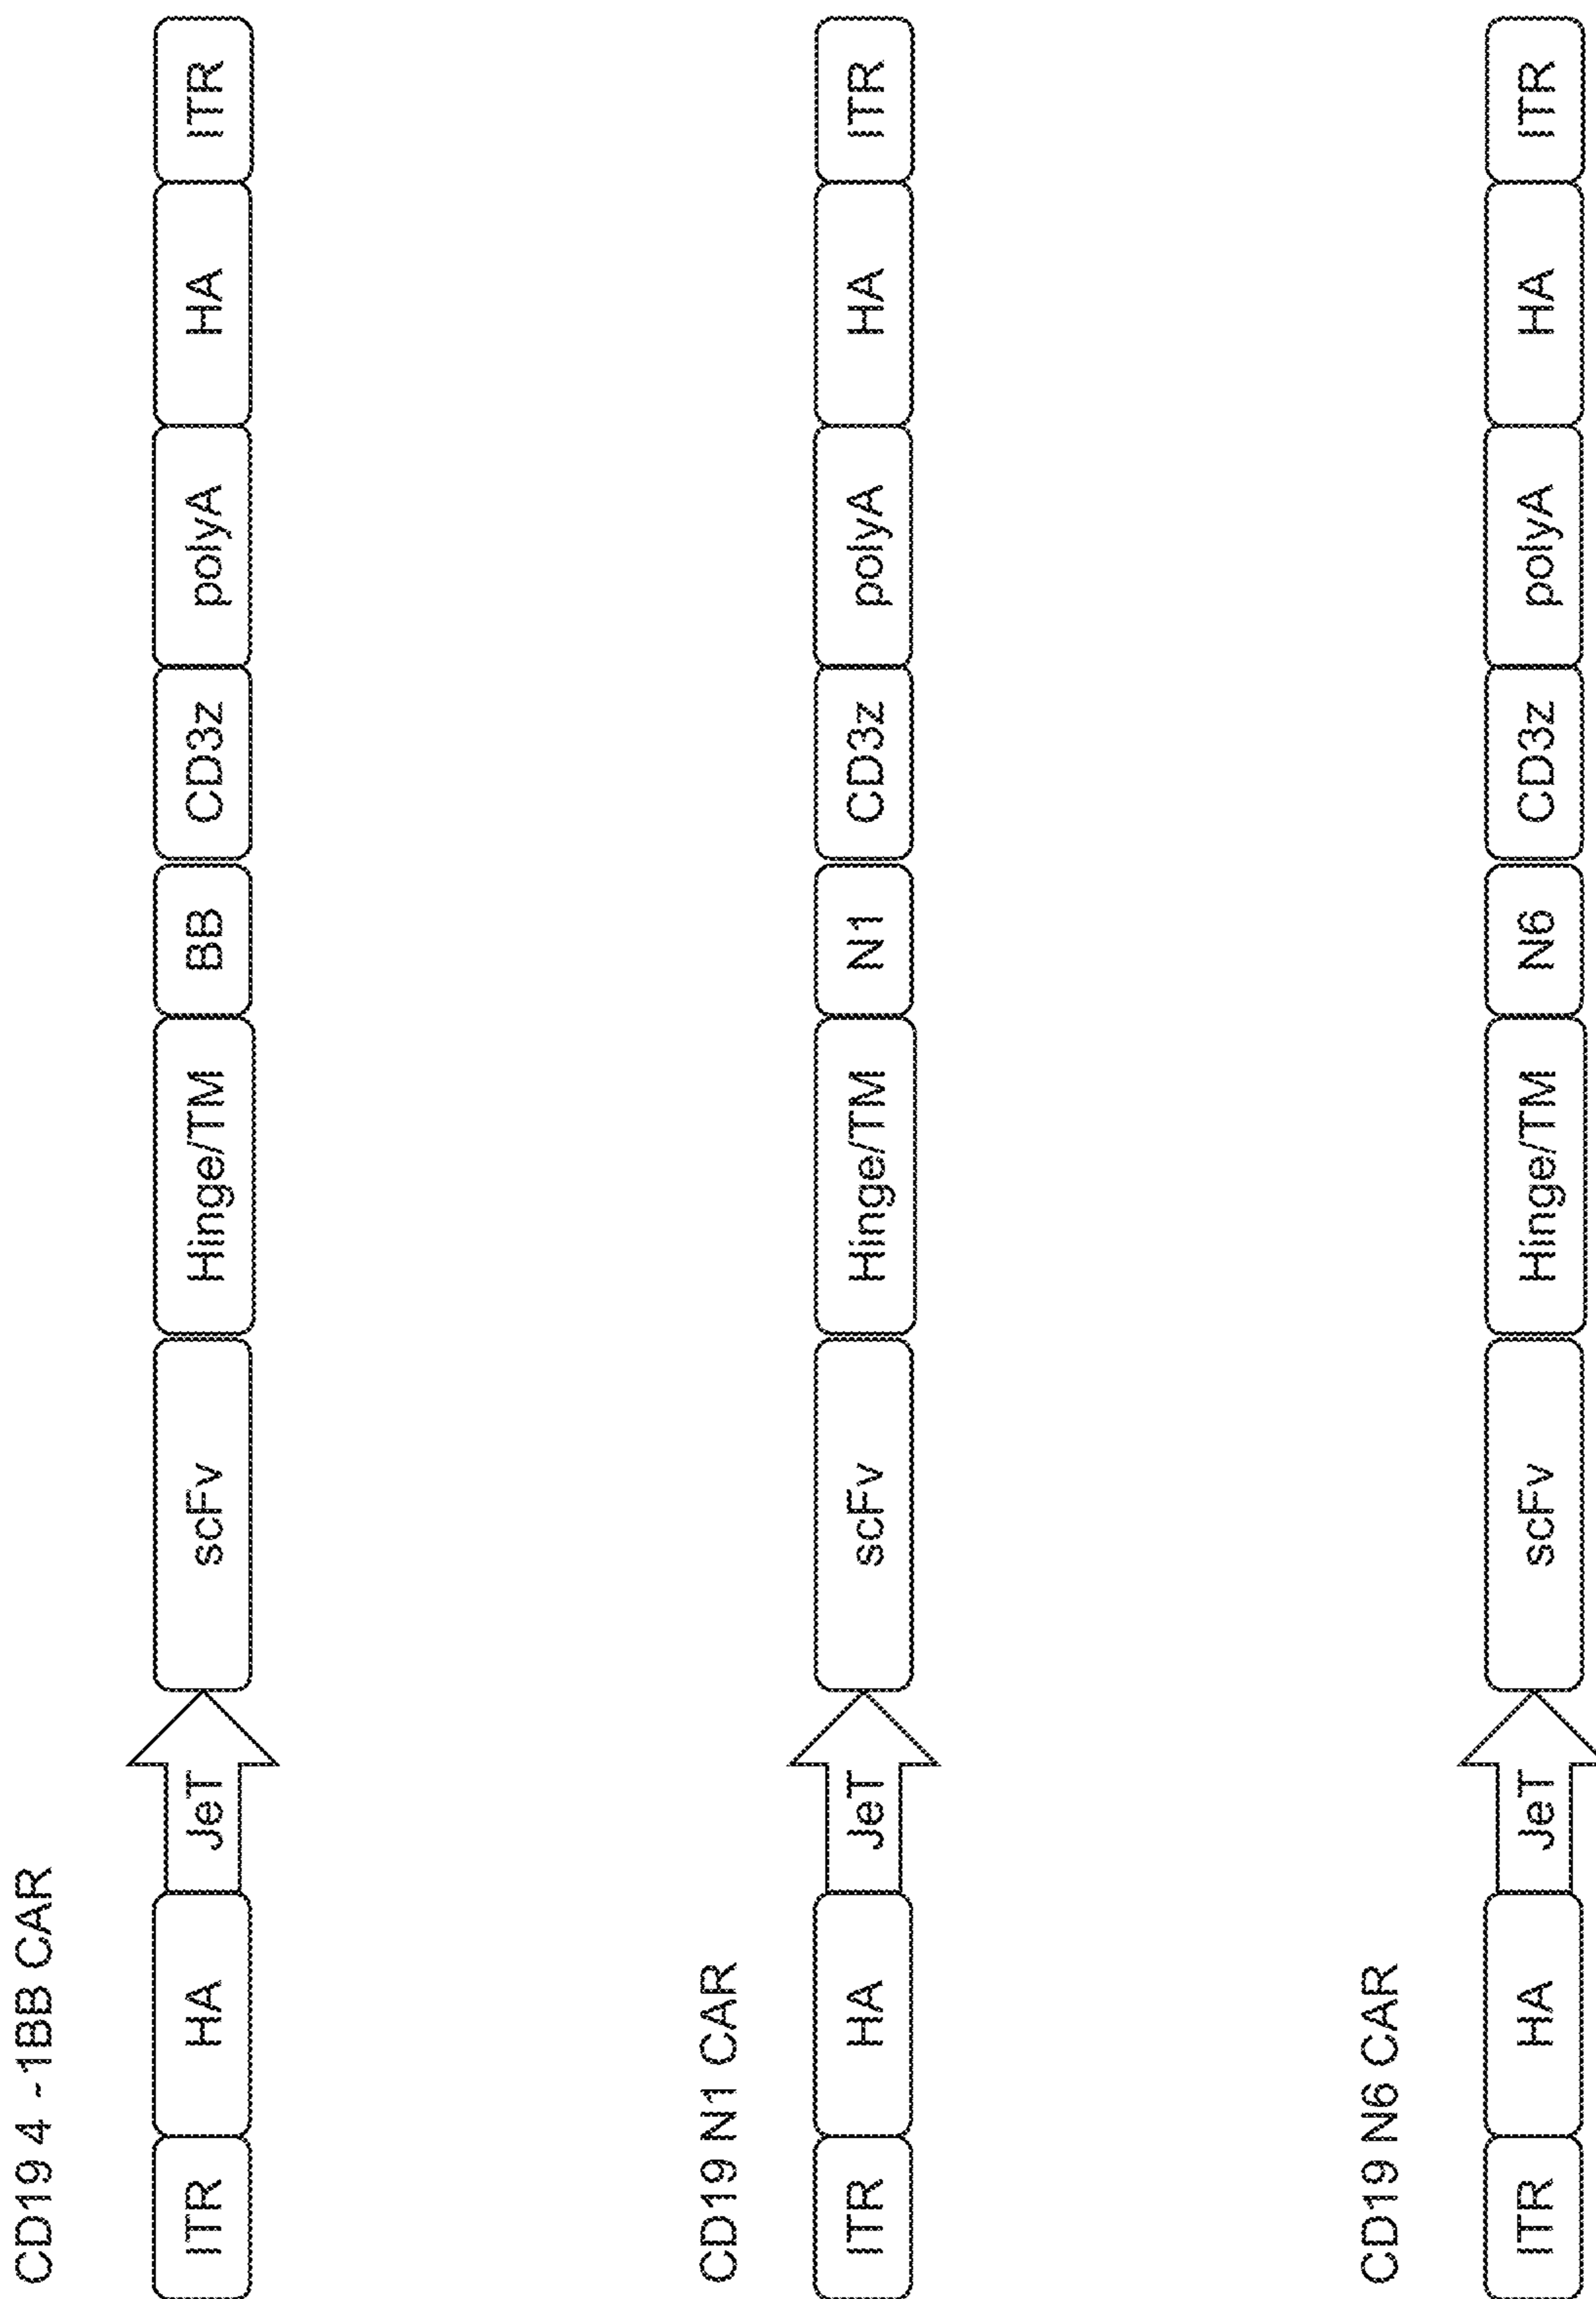 CD19 4 -1BB CAR
ITR HA JeT scFv Hinge/TM BB CD3z polyA HA ITR
CD19 N1 CAR
ITR HA JeT scFv Hinge/TM N1 CD3z polyA HA ITR
CD19 N6 CAR
ITR HA JeT scFv Hinge/TM N6 CD3z polyA HA ITR